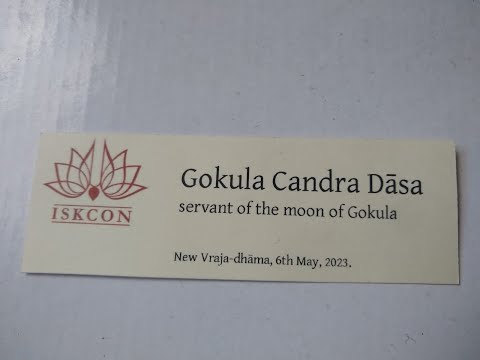 ISKCON
Gokula Candra Dāsa
servant of the moon of Gokula
New Vraja-dhāma, 6th May, 2023.